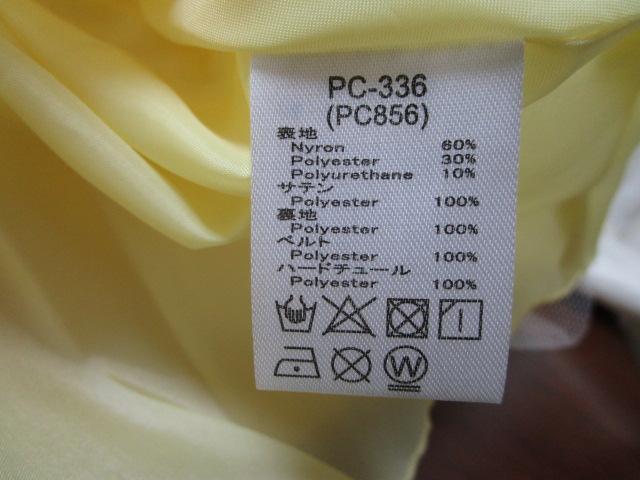 PC-336
(PC856)
表地
Nyron 60%
Polyester 30%
Polyurethane 10%
サテン
Polyester 100%
裏地
Polyester 100%
ベルト
Polyester 100%
ハードチュール
Polyester 100%
W